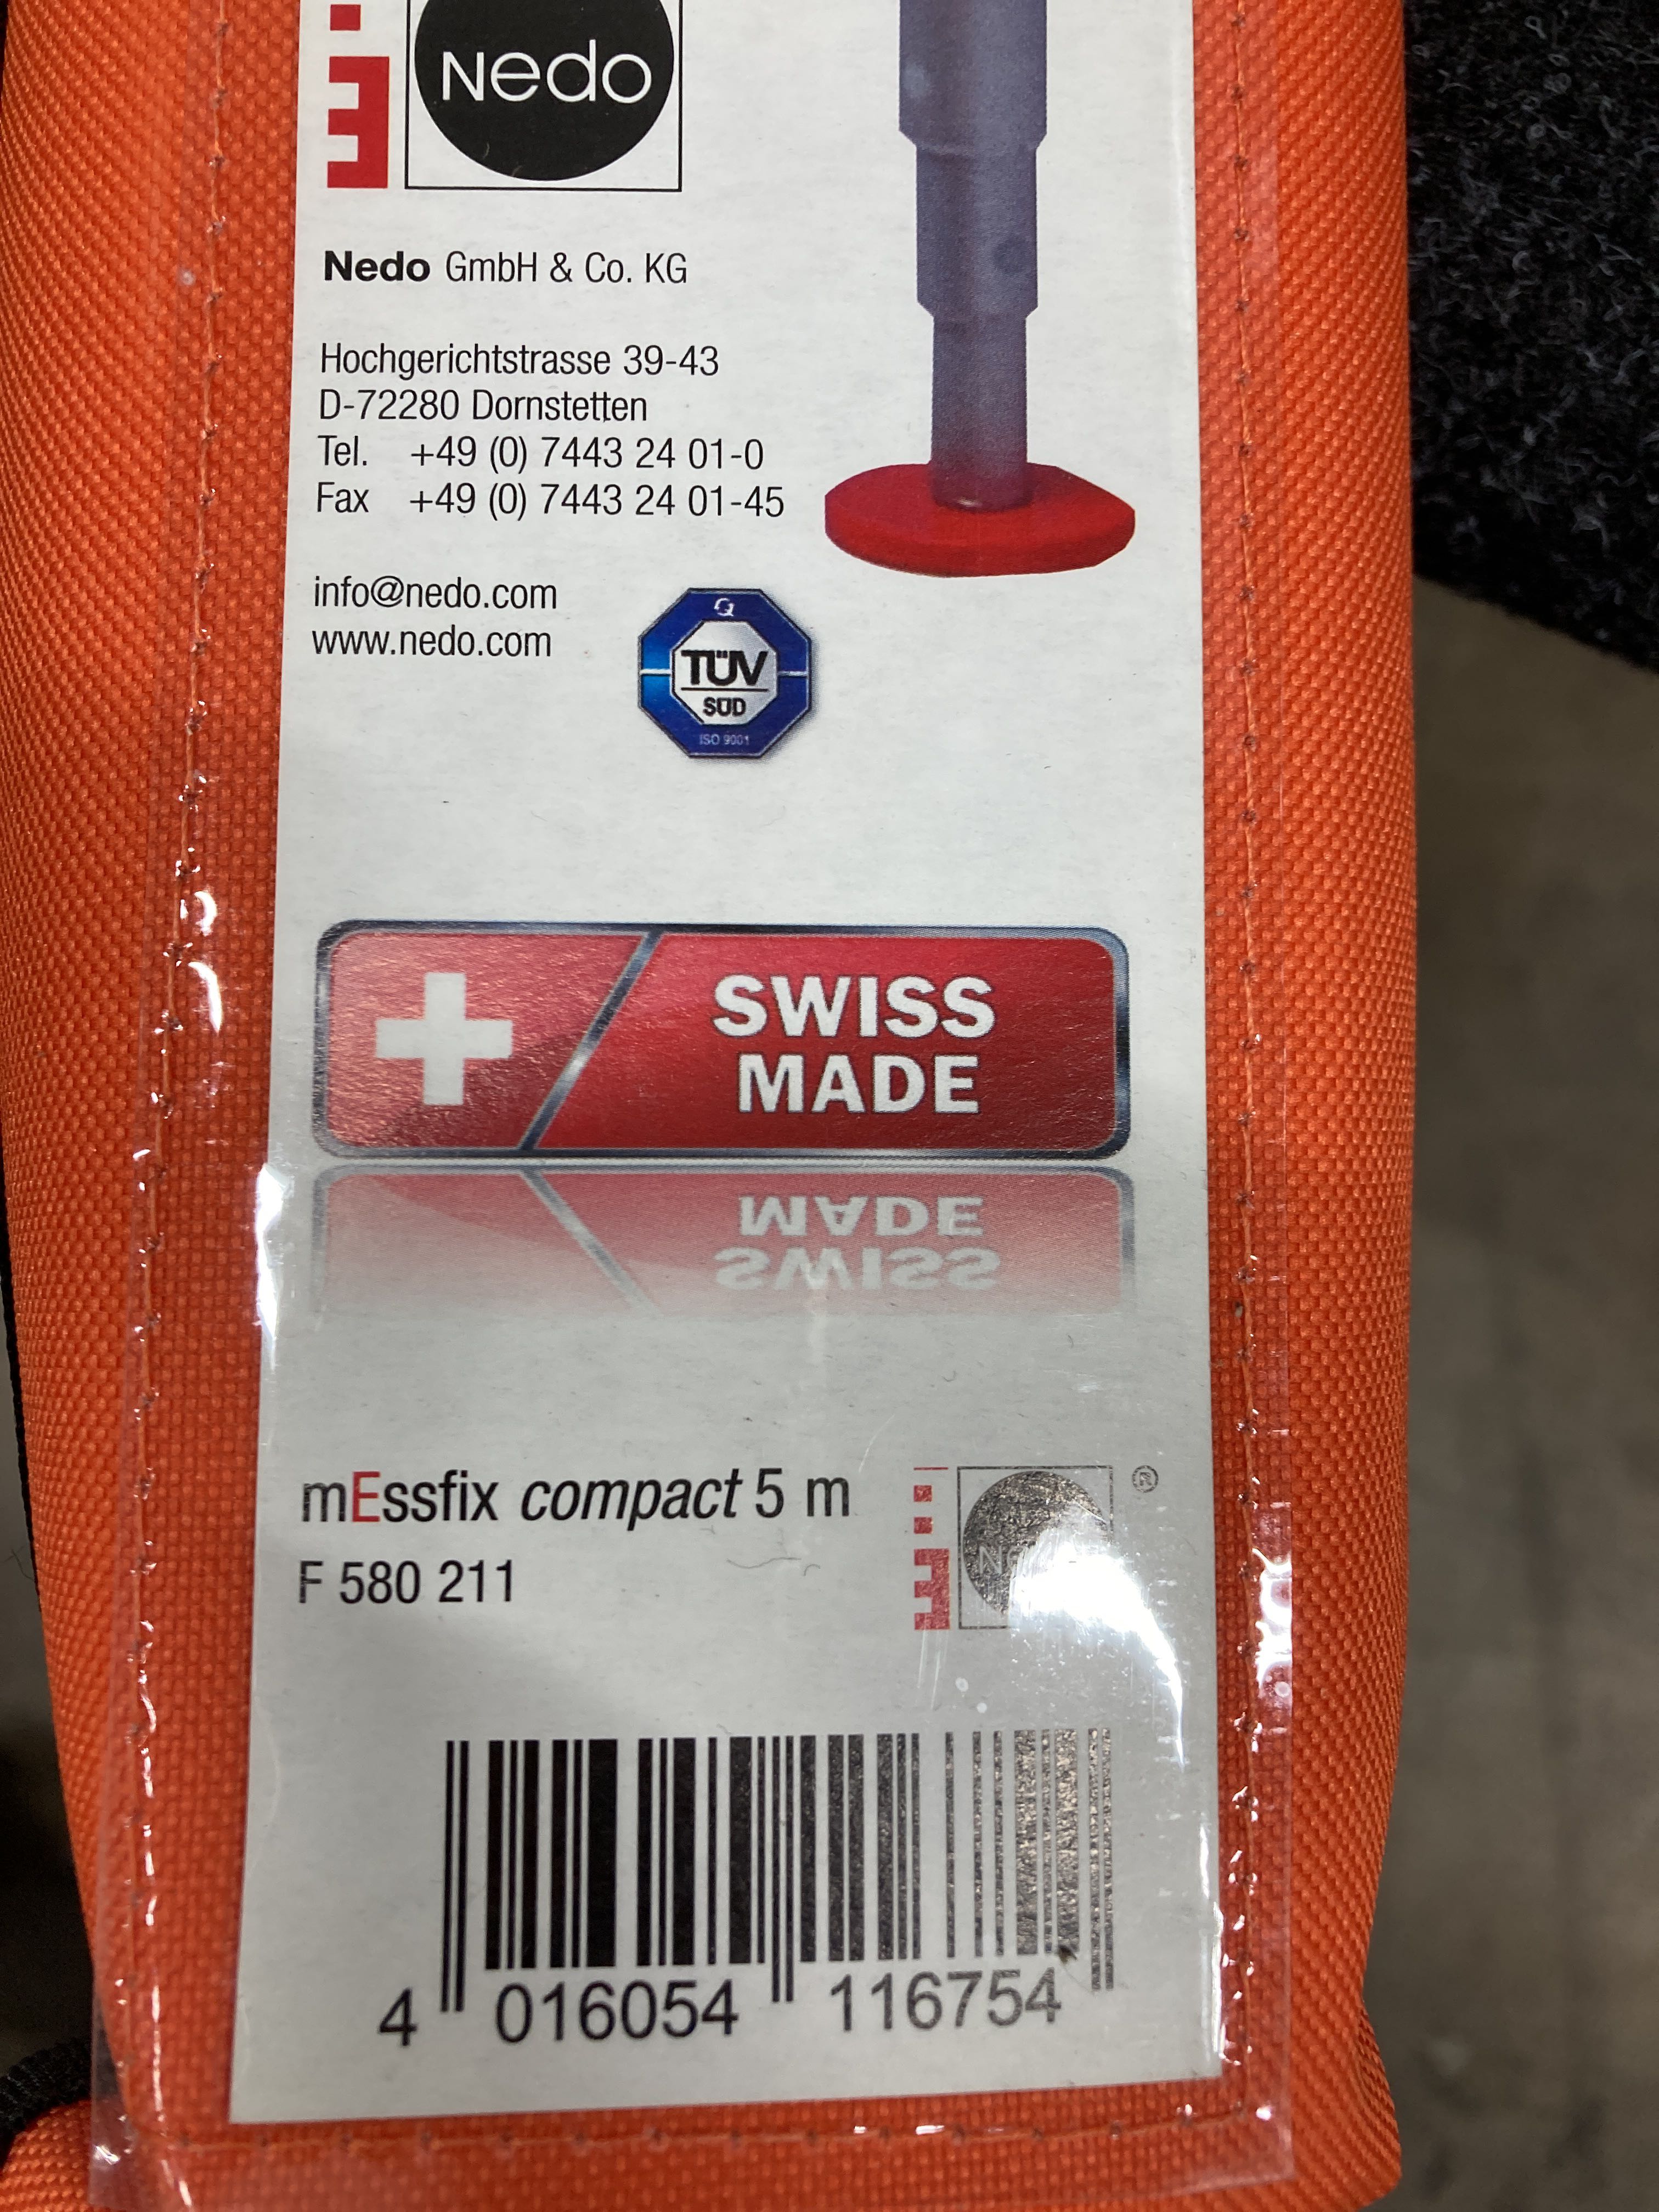 Nedo
Nedo GmbH & Co. KG
Hochgerichtstrasse 39-43
D-72280 Dornstetten
Tel. +49 (0) 7443 24 01-0
Fax +49 (0) 7443 24 01-45
info@nedo.com
www.nedo.com
Q
TÜV
SÜD
ISO 9001
SWISS
MADE
MADE
SWISS
mEssfix compact 5 m
®
F 580 211
4 016054 116754